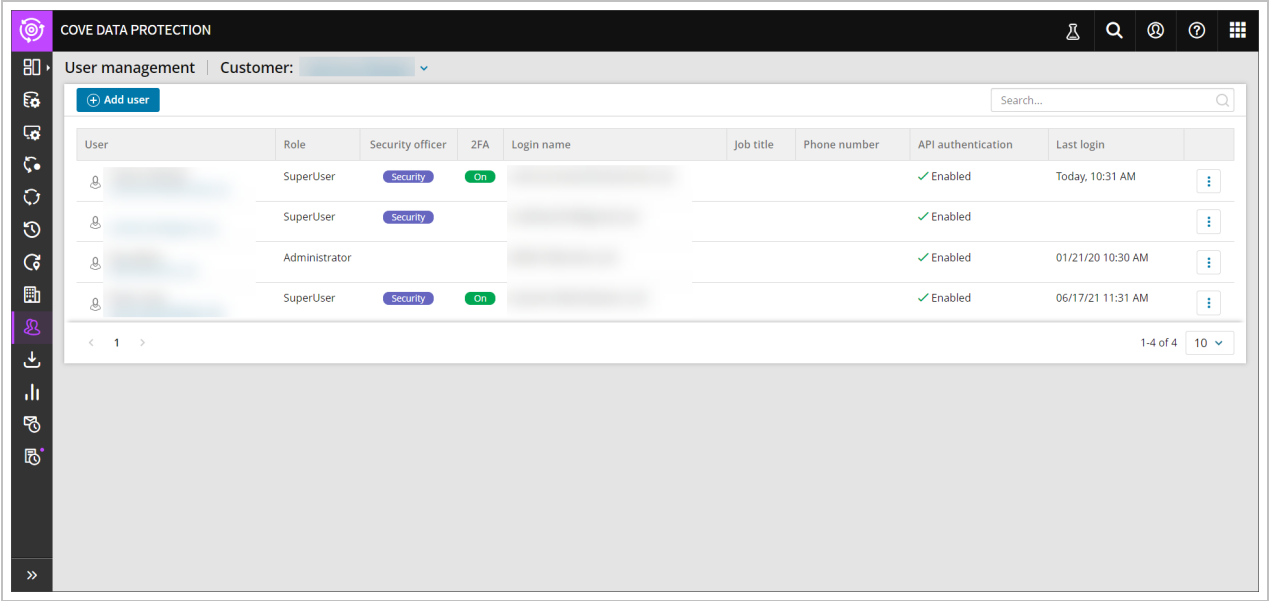 COVE DATA PROTECTION
User management Customer:
Add user
Search...
User Role Security officer 2FA Login name Job title Phone number API authentication Last login
SuperUser Security On Enabled Today, 10:31 AM
SuperUser Security Enabled
Administrator Enabled 01/21/20 10:30 AM
SuperUser Security On Enabled 06/17/21 11:31 AM
1 1-4 of 4 10